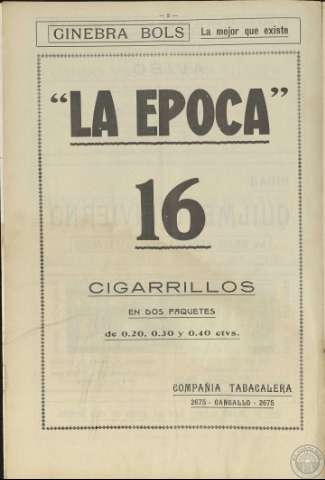 GINEBRA BOLS La mejor que existe
"LA EPOCA"
16
CIGARRILLOS
EN DOS PAQUETES
de 0.20, 0.30 y 0.40 ctvs.
COMPAÑIA TABACALERA
2675 - CANGALLO - 2675